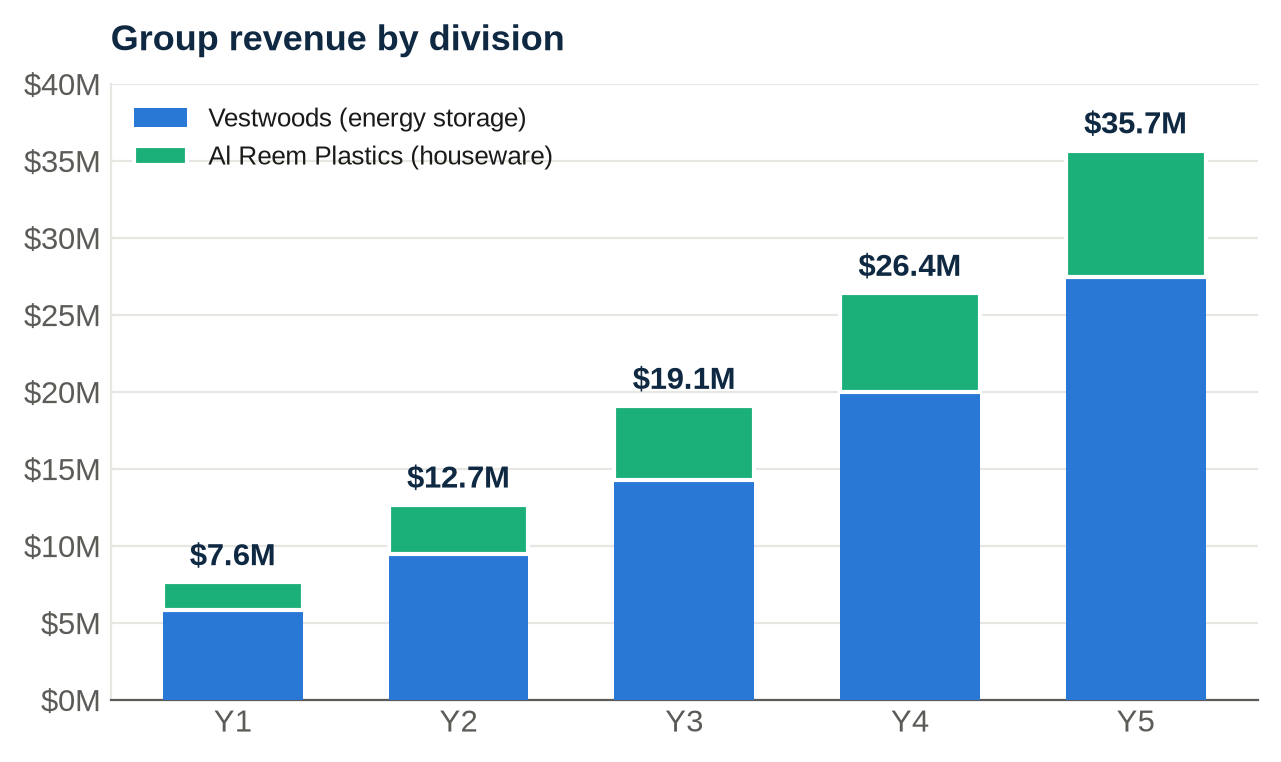 Group revenue by division
$40M
Vestwoods (energy storage)
$35.7M
Al Reem Plastics (houseware)
$35M
$30M
$26.4M
$25M
$20M
$19.1M
$15M
$12.7M
$10M
$7.6M
$5M
$0M
Y1 Y2 Y3 Y4 Y5